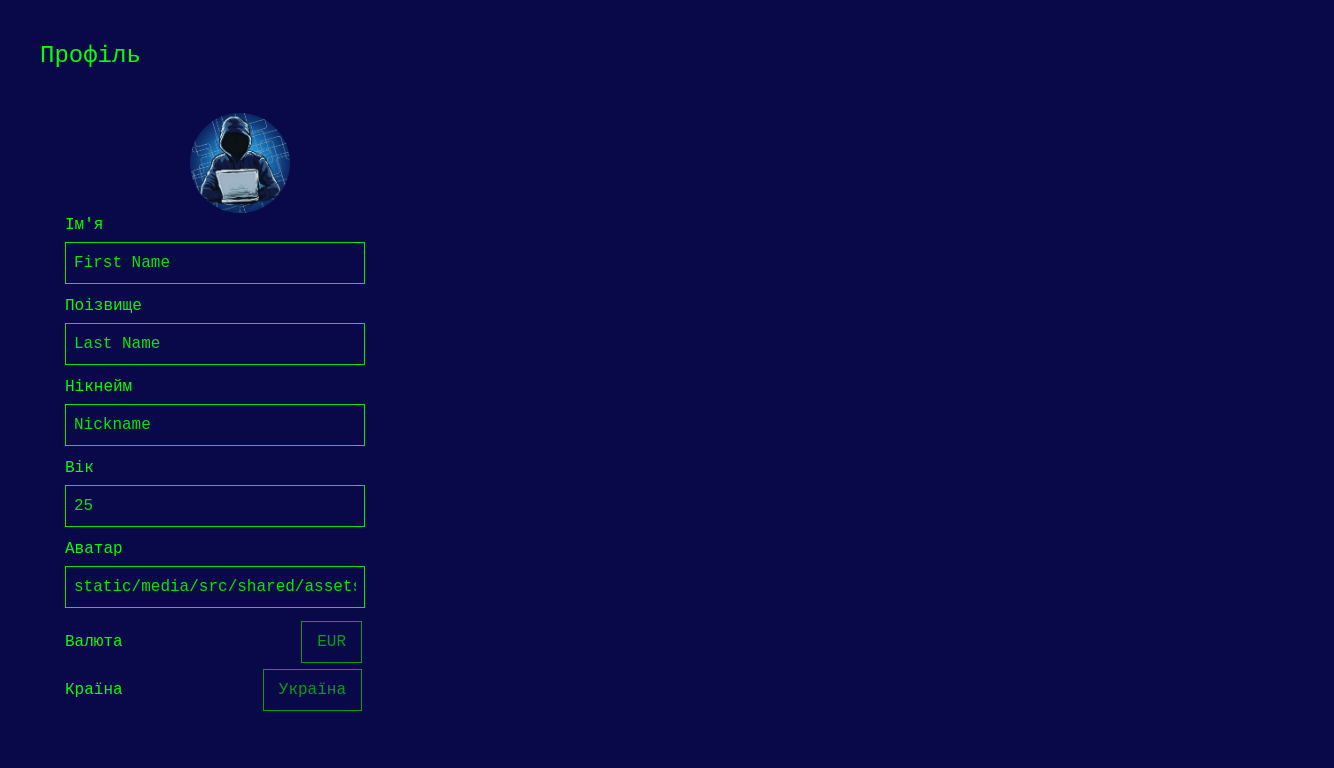 Профіль
Ім'я
First Name
Поізвище
Last Name
Нікнейм
Nickname
Вік
25
Аватар
static/media/src/shared/assets
Валюта EUR
Країна Україна